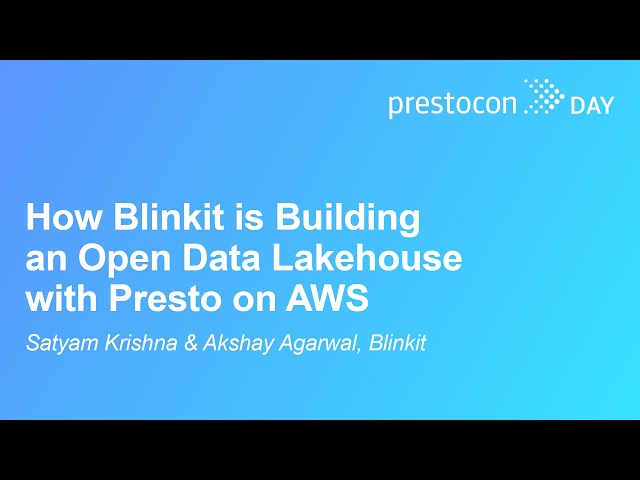 prestocon DAY
How Blinkit is Building
an Open Data Lakehouse
with Presto on AWS
Satyam Krishna & Akshay Agarwal, Blinkit